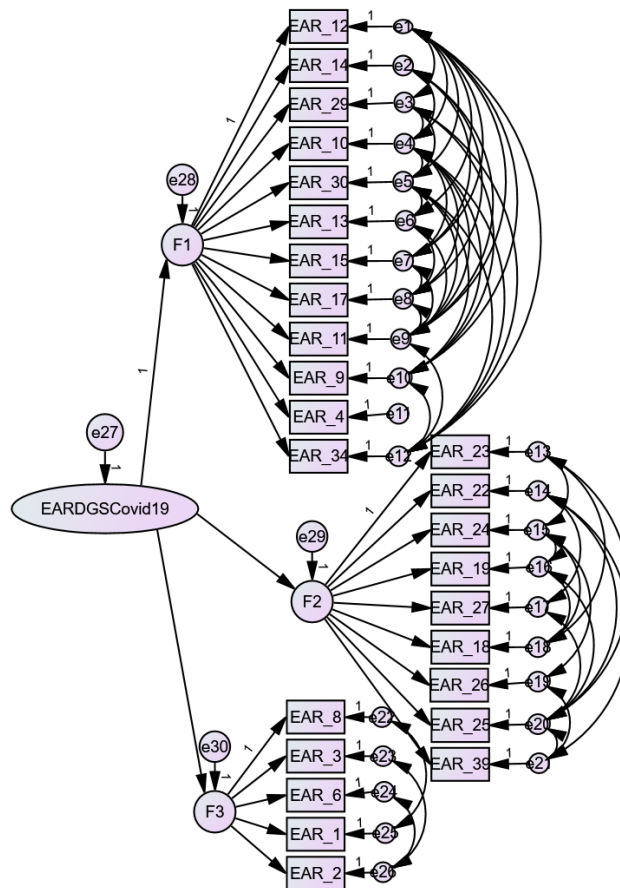 EAR_12 1 e1
EAR_14 1 e2
EAR_29 1 e3
EAR_10 1 e4
EAR_30 1 e5
EAR_13 1 e6
EAR_15 1 e7
EAR_17 1 e8
EAR_11 1 e9
EAR_9 1 e10
EAR_4 1 e11
EAR_34 1 e12
1
e28
1
F1
1
e27
1
EARDGSCovid19
EAR_23 1 e13
EAR_22 1 e14
EAR_24 1 e15
EAR_19 1 e16
EAR_27 1 e17
EAR_18 1 e18
EAR_26 1 e19
EAR_25 1 e20
EAR_39 1 e21
1
e29
1
F2
EAR_8 1 e22
EAR_3 1 e23
EAR_6 1 e24
EAR_1 1 e25
EAR_2 1 e26
1
e30
1
F3